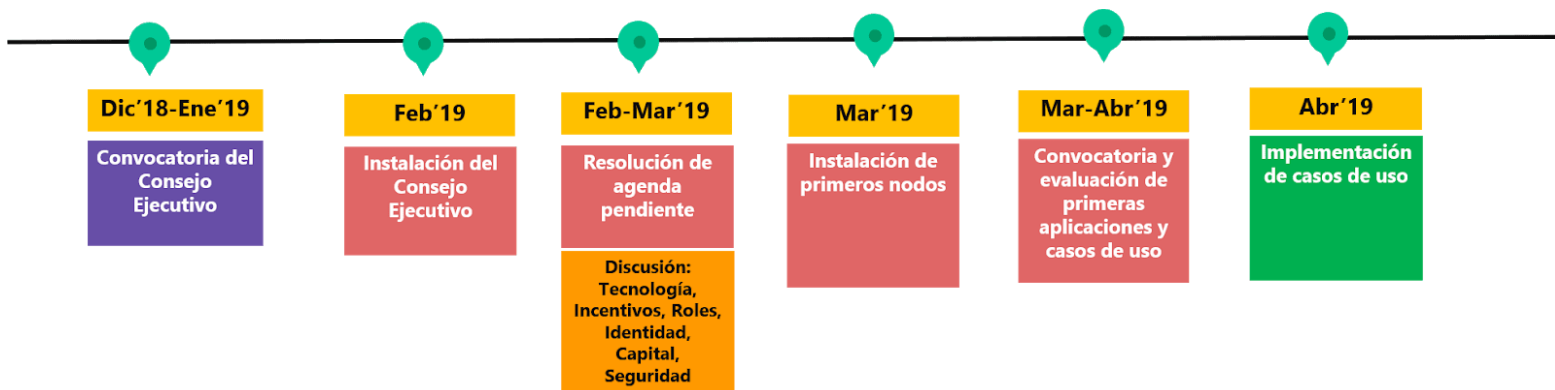 Dic'18-Ene'19
Convocatoria del
Consejo
Ejecutivo
Feb'19
Instalación del
Consejo
Ejecutivo
Feb-Mar'19
Resolución de
agenda
pendiente
Discusión:
Tecnología,
Incentivos, Roles,
Identidad,
Capital,
Seguridad
Mar'19
Instalación de
primeros nodos
Mar-Abr'19
Convocatoria y
evaluación de
primeras
aplicaciones y
casos de uso
Abr'19
Implementación
de casos de uso